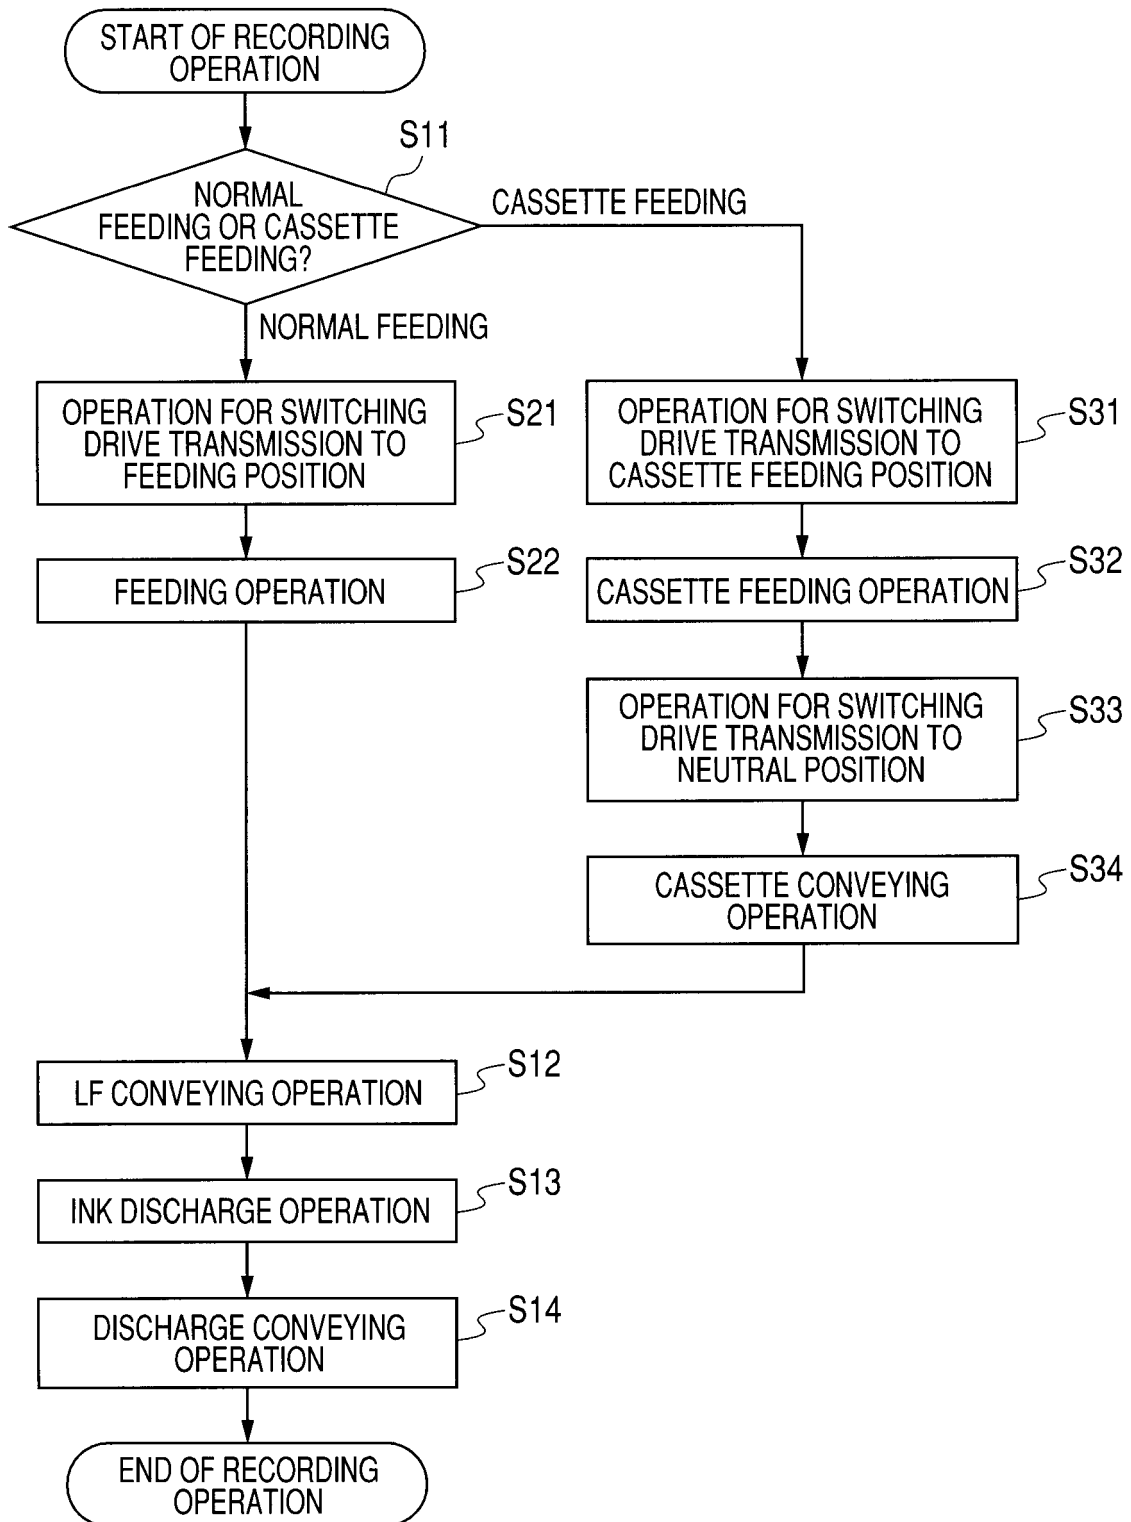 START OF RECORDING
OPERATION
S11
NORMAL
FEEDING OR CASSETTE
FEEDING?
CASSETTE FEEDING
NORMAL FEEDING
OPERATION FOR SWITCHING
DRIVE TRANSMISSION TO
FEEDING POSITION
S21
OPERATION FOR SWITCHING
DRIVE TRANSMISSION TO
CASSETTE FEEDING POSITION
S31
FEEDING OPERATION
S22
CASSETTE FEEDING OPERATION
S32
OPERATION FOR SWITCHING
DRIVE TRANSMISSION TO
NEUTRAL POSITION
S33
CASSETTE CONVEYING
OPERATION
S34
LF CONVEYING OPERATION
S12
INK DISCHARGE OPERATION
S13
DISCHARGE CONVEYING
OPERATION
S14
END OF RECORDING
OPERATION